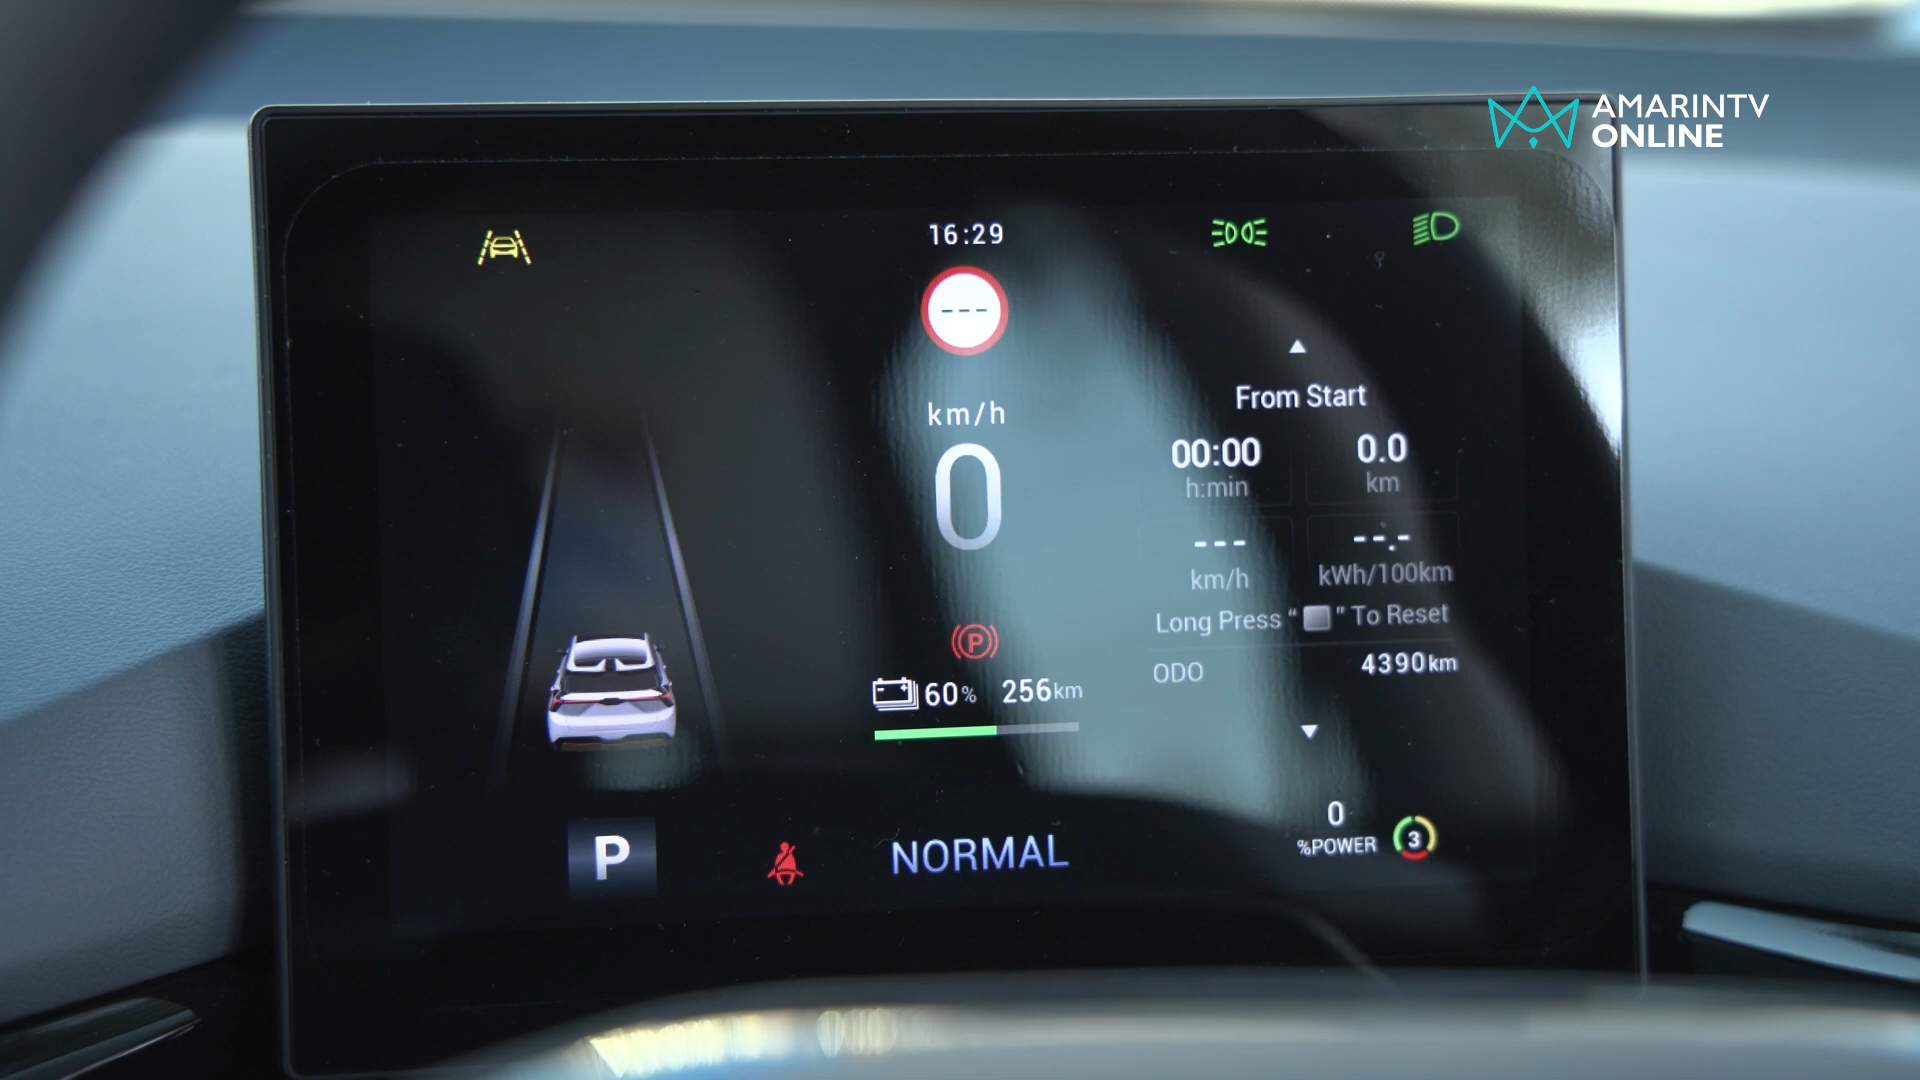 AMARINTV
ONLINE
16:29
---
km/h
0
From Start
00:00 0.0
h:min km
--- --.-
km/h kWh/100km
Long Press “ ” To Reset
ODO 4390km
P
60% 256km
0
%POWER 3
P
NORMAL